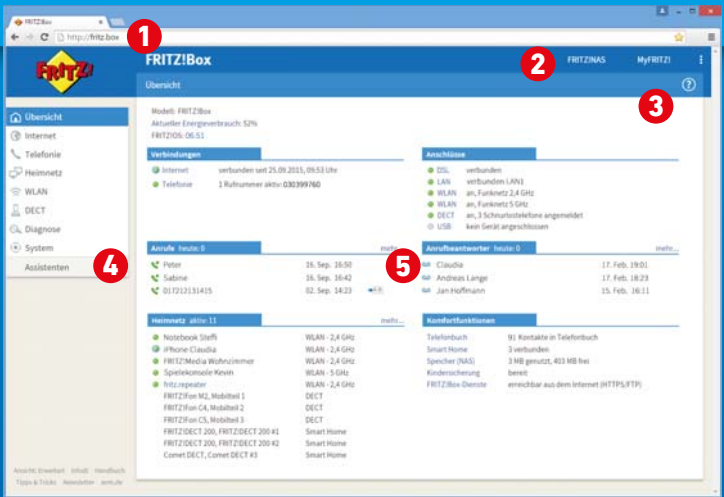 FRITZ!Box
http://fritz.box
1
FRITZ!
FRITZ!Box
2
FRITZ!NAS
MyFRITZ!
Übersicht
3
Übersicht
Internet
Telefonie
Heimnetz
WLAN
DECT
Diagnose
System
Assistenten
4
Modell: FRITZ!Box
Aktueller Energieverbrauch: 52%
FRITZ!OS: 06.51
Verbindungen
Internet verbunden seit 25.09.2015, 09:53 Uhr
Telefonie 1 Rufnummer aktiv: 030399760
Anschlüsse
DSL verbunden
LAN verbunden (LAN1)
WLAN an, Funknetz 2,4 GHz
WLAN an, Funknetz 5 GHz
DECT an, 3 Schnurlostelefone angemeldet
USB kein Gerät angeschlossen
Anrufe heute: 0 mehr...
Peter 16. Sep. 16:50
Sabine 16. Sep. 16:42
017212131415 02. Sep. 14:23
5
Anrufbeantworter heute: 0 mehr...
Claudia 17. Feb. 19:01
Andreas Lange 17. Feb. 18:23
Jan Hoffmann 15. Feb. 16:11
Heimnetz aktiv: 11 mehr...
Notebook Steffi WLAN - 2,4 GHz
iPhone Claudia WLAN - 2,4 GHz
FRITZ!Media Wohnzimmer WLAN - 2,4 GHz
Spielekonsole Kevin WLAN - 5 GHz
fritz.repeater WLAN - 2,4 GHz
FRITZ!Fon M2, Mobilteil 1 DECT
FRITZ!Fon C4, Mobilteil 2 DECT
FRITZ!Fon C5, Mobilteil 3 DECT
FRITZ!DECT 200, FRITZ!DECT 200 #1 Smart Home
FRITZ!DECT 200, FRITZ!DECT 200 #2 Smart Home
Comet DECT, Comet DECT #3 Smart Home
Komfortfunktionen
Telefonbuch 91 Kontakte in Telefonbuch
Smart Home 3 verbunden
Speicher (NAS) 3 MB genutzt, 403 MB frei
Kindersicherung bereit
FRITZ!Box-Dienste erreichbar aus dem Internet (HTTPS/FTP)
Ansicht: Erweitert Inhalt Handbuch
Tipps & Tricks Newsletter avm.de